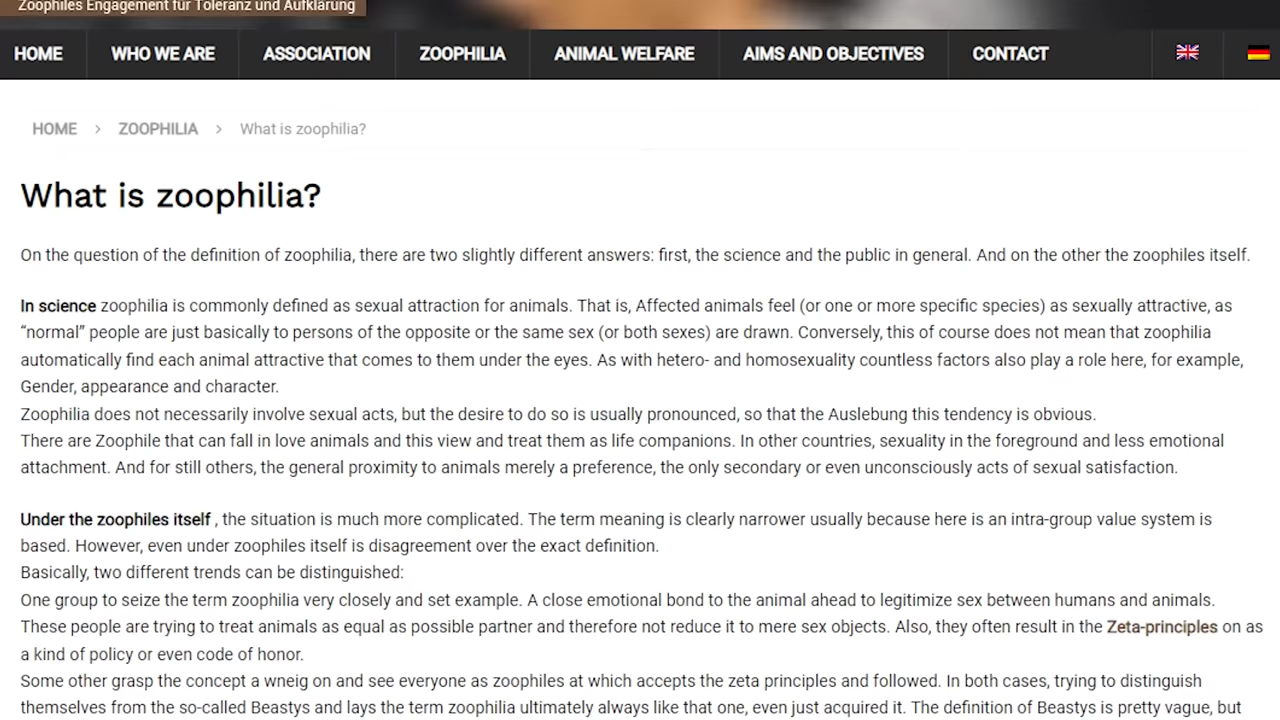 Zoophiles Engagement für Toleranz und Aufklärung
HOME WHO WE ARE ASSOCIATION ZOOPHILIA ANIMAL WELFARE AIMS AND OBJECTIVES CONTACT
HOME > ZOOPHILIA > What is zoophilia?
What is zoophilia?
On the question of the definition of zoophilia, there are two slightly different answers: first, the science and the public in general. And on the other the zoophiles itself.
In science zoophilia is commonly defined as sexual attraction for animals. That is, Affected animals feel (or one or more specific species) as sexually attractive, as
“normal” people are just basically to persons of the opposite or the same sex (or both sexes) are drawn. Conversely, this of course does not mean that zoophilia
automatically find each animal attractive that comes to them under the eyes. As with hetero- and homosexuality countless factors also play a role here, for example,
Gender, appearance and character.
Zoophilia does not necessarily involve sexual acts, but the desire to do so is usually pronounced, so that the Auslebung this tendency is obvious.
There are Zoophile that can fall in love animals and this view and treat them as life companions. In other countries, sexuality in the foreground and less emotional
attachment. And for still others, the general proximity to animals merely a preference, the only secondary or even unconsciously acts of sexual satisfaction.
Under the zoophiles itself , the situation is much more complicated. The term meaning is clearly narrower usually because here is an intra-group value system is
based. However, even under zoophiles itself is disagreement over the exact definition.
Basically, two different trends can be distinguished:
One group to seize the term zoophilia very closely and set example. A close emotional bond to the animal ahead to legitimize sex between humans and animals.
These people are trying to treat animals as equal as possible partner and therefore not reduce it to mere sex objects. Also, they often result in the Zeta-principles on as
a kind of policy or even code of honor.
Some other grasp the concept a wneig on and see everyone as zoophiles at which accepts the zeta principles and followed. In both cases, trying to distinguish
themselves from the so-called Beastys and lays the term zoophilia ultimately always like that one, even just acquired it. The definition of Beastys is pretty vague, but